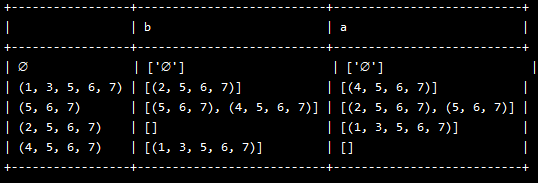 +----------------+------------------------+------------------------+
| | b | a |
+----------------+------------------------+------------------------+
| Ø | ['Ø'] | ['Ø'] |
| (1, 3, 5, 6, 7) | [(2, 5, 6, 7)] | [(4, 5, 6, 7)] |
| (5, 6, 7) | [(5, 6, 7), (4, 5, 6, 7)] | [(2, 5, 6, 7), (5, 6, 7)] |
| (2, 5, 6, 7) | [] | [(1, 3, 5, 6, 7)] |
| (4, 5, 6, 7) | [(1, 3, 5, 6, 7)] | [] |
+----------------+------------------------+------------------------+